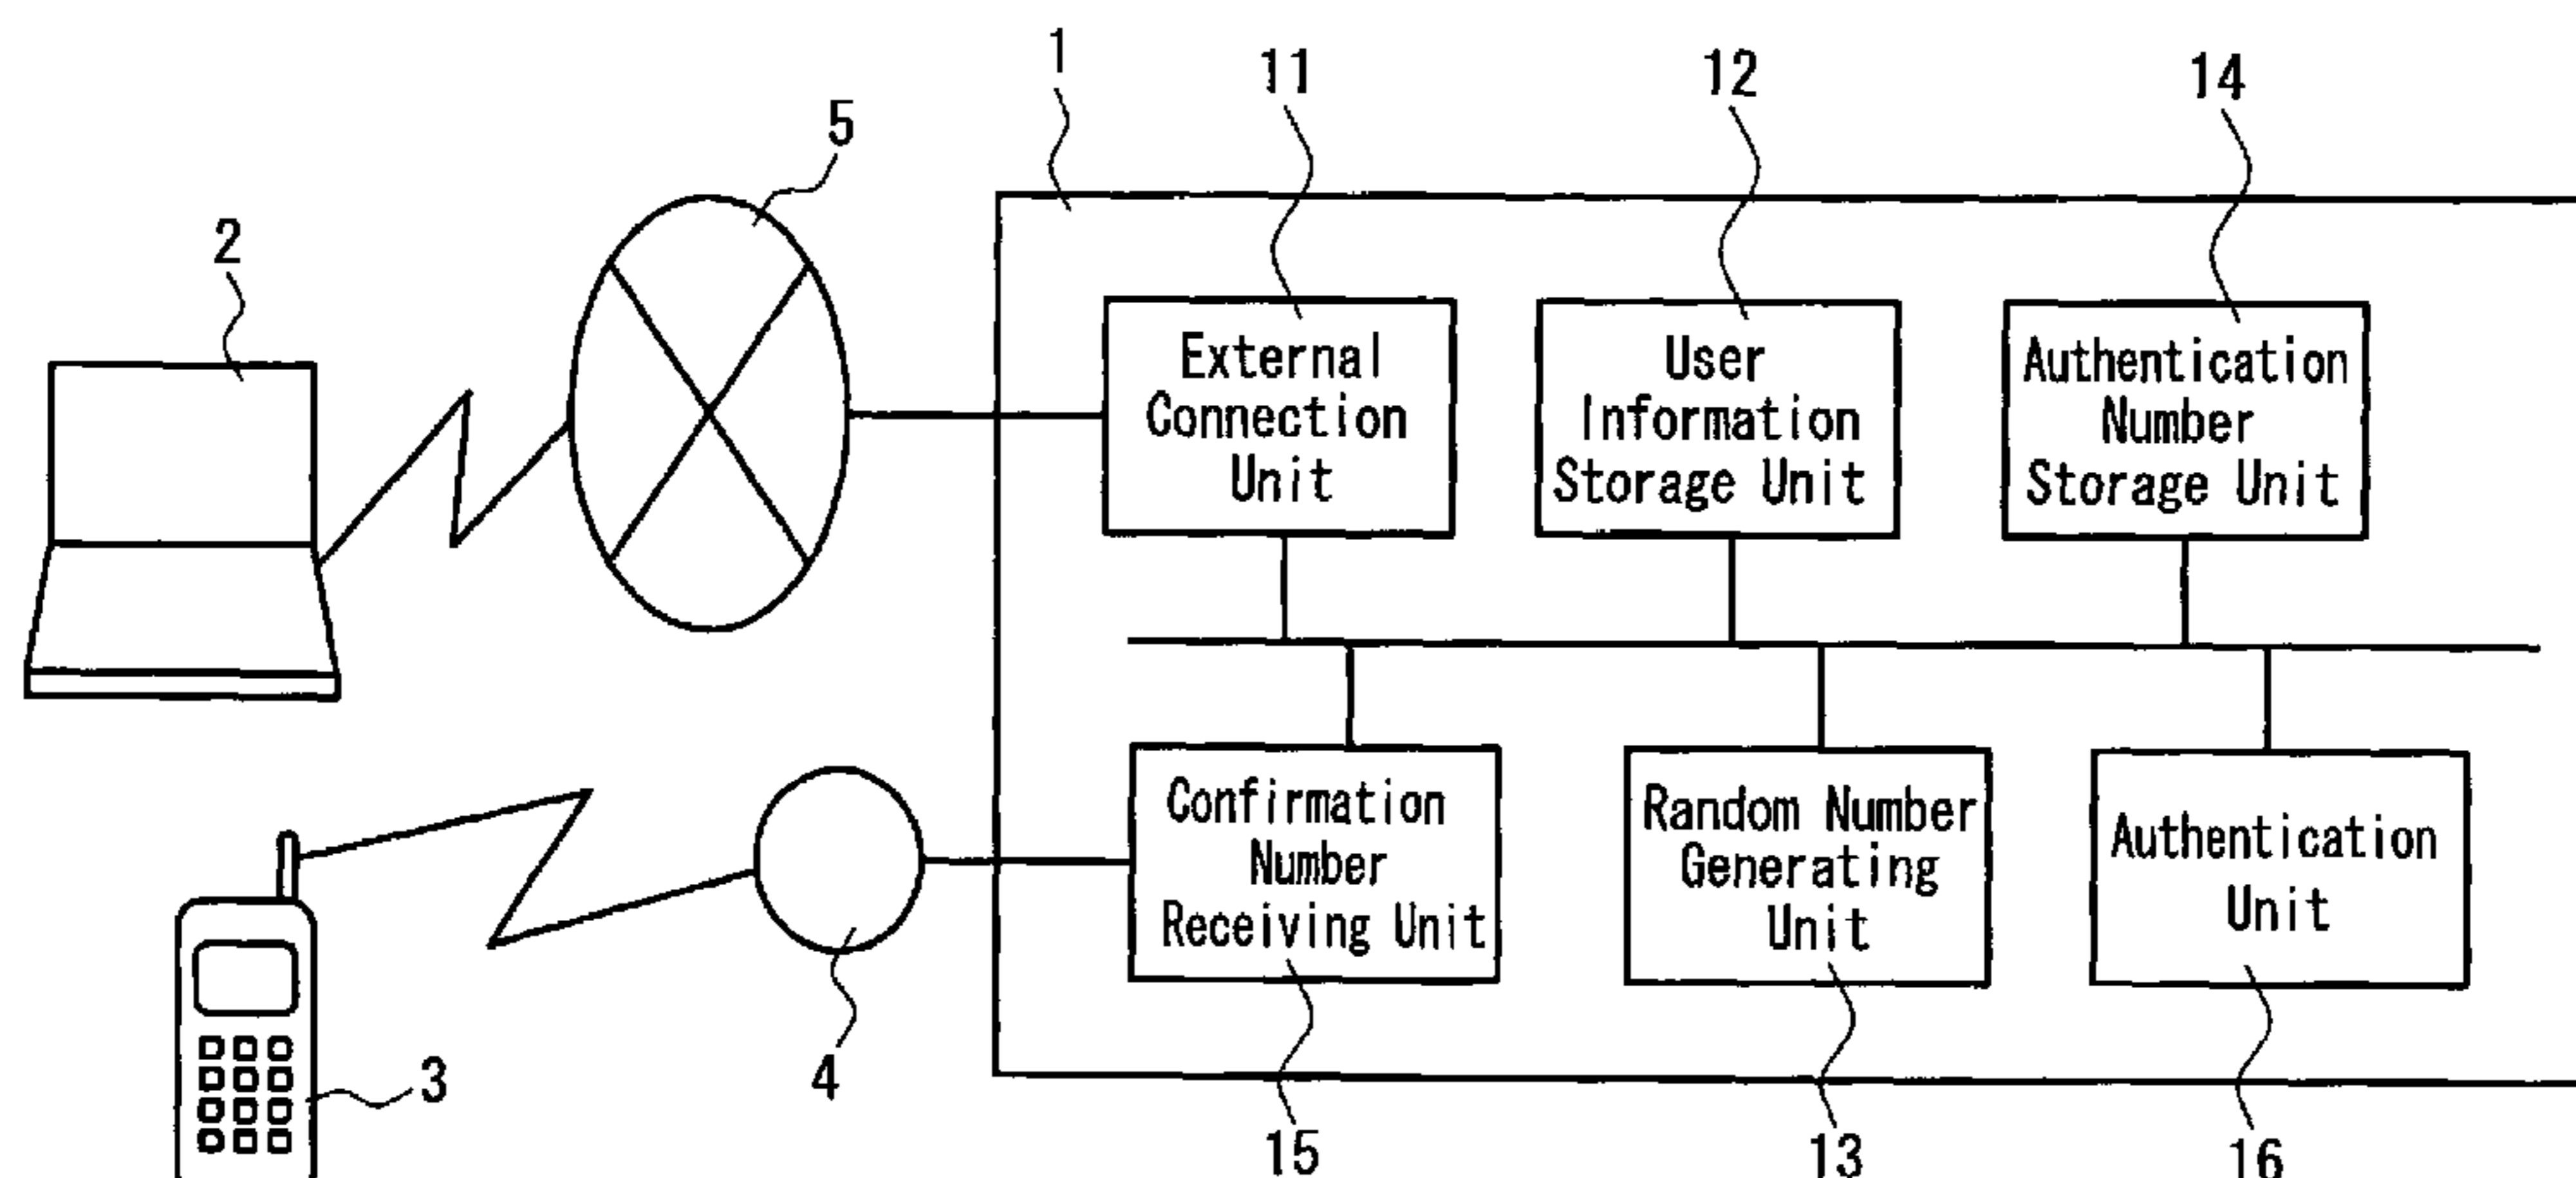 1
11
12
14
5
2
External
Connection
Unit
User
Information
Storage Unit
Authentication
Number
Storage Unit
Confirmation
Number
Receiving Unit
Random Number
Generating
Unit
Authentication
Unit
3
4
15
13
16